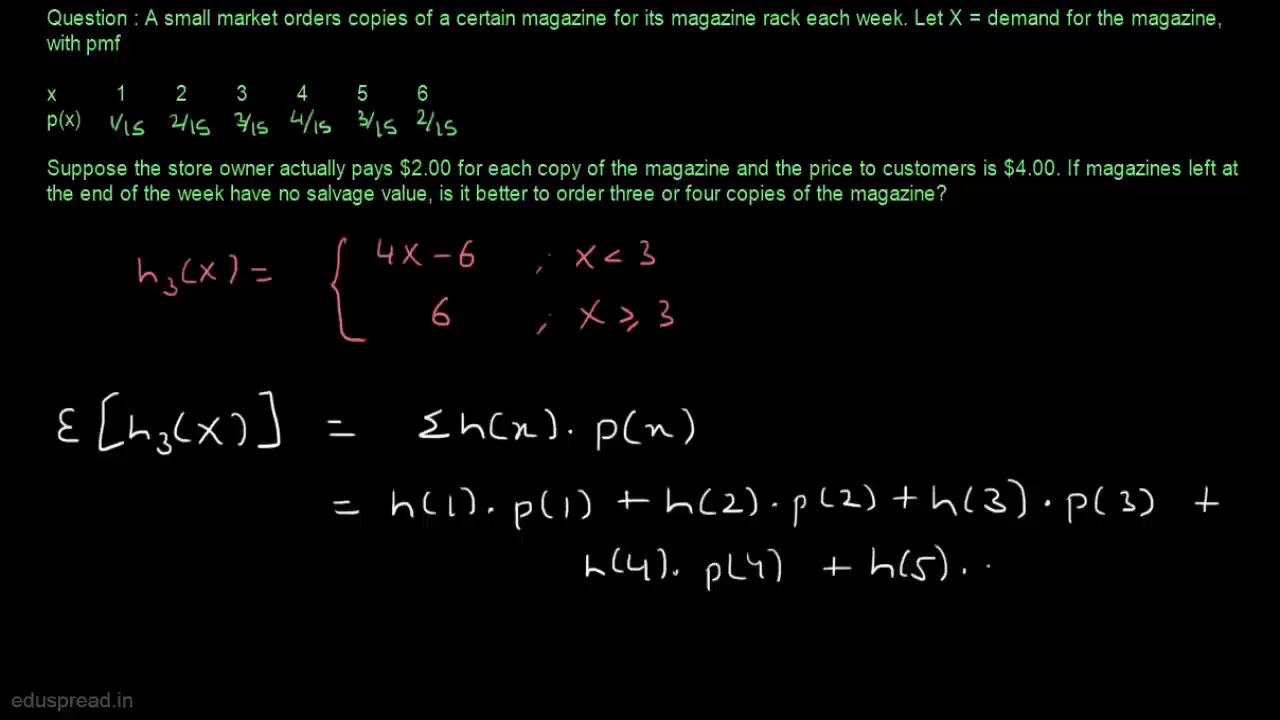 Question : A small market orders copies of a certain magazine for its magazine rack each week. Let X = demand for the magazine,
with pmf
x 1 2 3 4 5 6
p(x) 1/15 2/15 3/15 4/15 3/15 2/15
Suppose the store owner actually pays $2.00 for each copy of the magazine and the price to customers is $4.00. If magazines left at
the end of the week have no salvage value, is it better to order three or four copies of the magazine?
h₃(X) = { 4X - 6 ; X < 3
6 ; X ⩾ 3
E[h₃(X)] = Σh(x). p(x)
= h(1). p(1) + h(2). p(2) + h(3). p(3) +
h(4). p(4) + h(5). .
eduspread.in